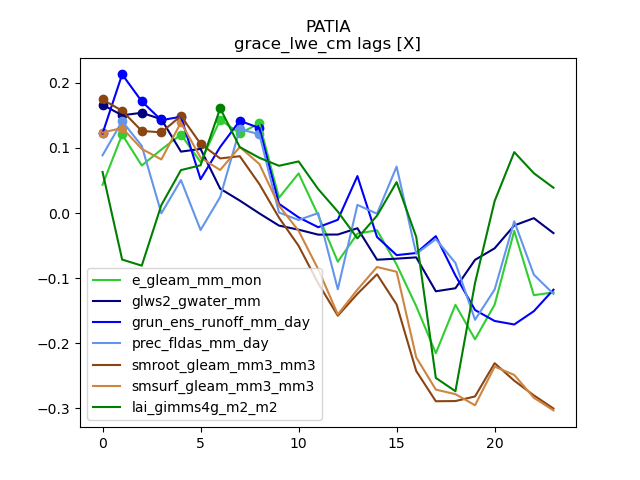 PATIA
grace_lwe_cm lags [X]
0.2
0.1
0.0
−0.1
−0.2
−0.3
e_gleam_mm_mon
glws2_gwater_mm
grun_ens_runoff_mm_day
prec_fldas_mm_day
smroot_gleam_mm3_mm3
smsurf_gleam_mm3_mm3
lai_gimms4g_m2_m2
0 5 10 15 20